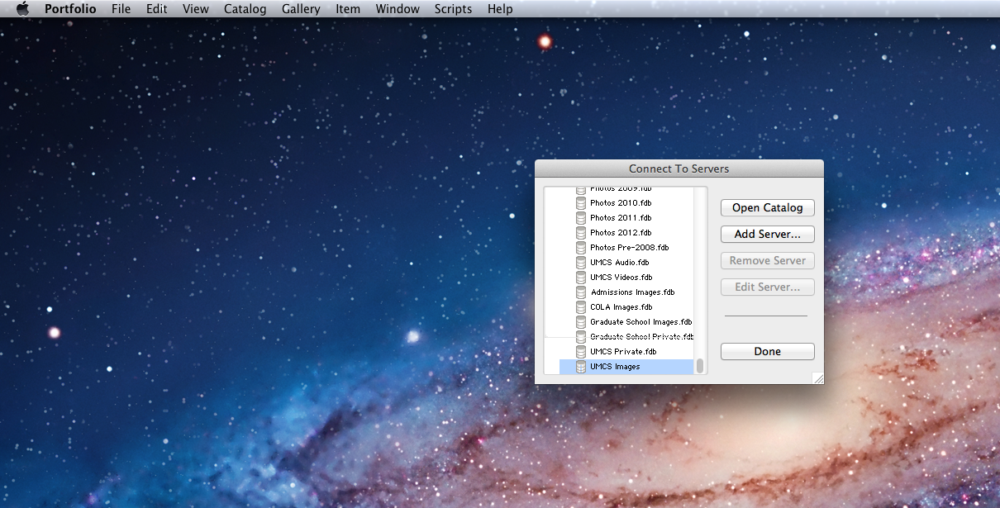 Portfolio File Edit View Catalog Gallery Item Window Scripts Help
Connect To Servers
Photos 2009.fdb
Photos 2010.fdb
Photos 2011.fdb
Photos 2012.fdb
Photos Pre-2008.fdb
UMCS Audio.fdb
UMCS Videos.fdb
Admissions Images.fdb
COLA Images.fdb
Graduate School Images.fdb
Graduate School Private.fdb
UMCS Private.fdb
UMCS Images
Open Catalog
Add Server...
Remove Server
Edit Server...
Done